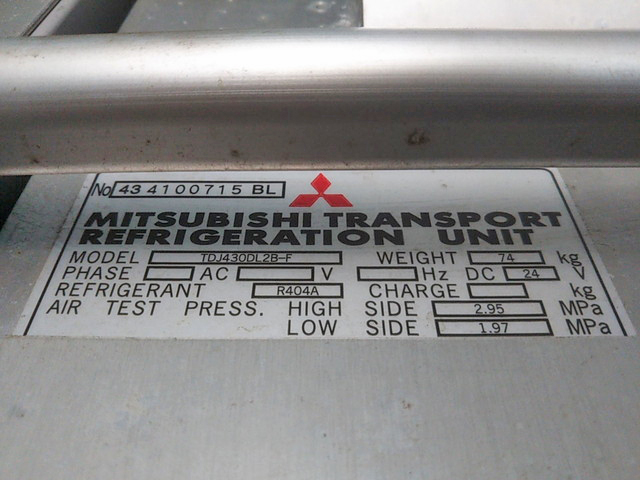 No 43 4100715 BL
MITSUBISHI TRANSPORT
REFRIGERATION UNIT
MODEL TDJ430DL2B-F WEIGHT 74 kg
PHASE AC V Hz DC 24 V
REFRIGERANT R404A CHARGE kg
AIR TEST PRESS. HIGH SIDE 2.95 MPa
LOW SIDE 1.97 MPa